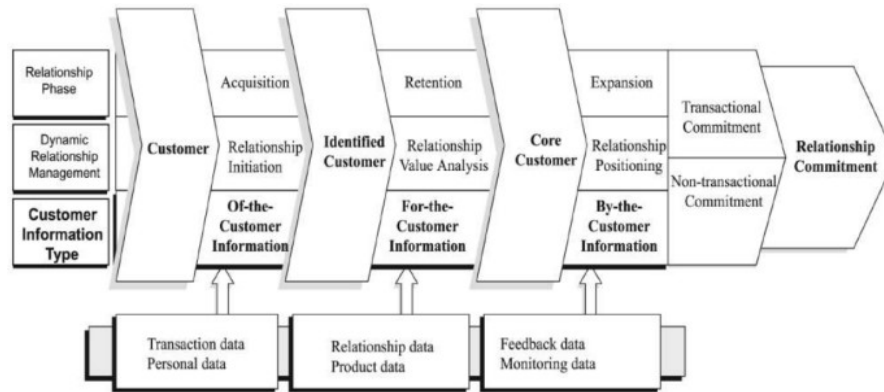 Relationship
Phase
Acquisition
Retention
Expansion
Dynamic
Relationship
Management
Customer
Relationship
Initiation
Identified
Customer
Relationship
Value Analysis
Core
Customer
Relationship
Positioning
Transactional
Commitment
Non-transactional
Commitment
Relationship
Commitment
Customer
Information
Type
Of-the-
Customer
Information
For-the-
Customer
Information
By-the-
Customer
Information
Transaction data
Personal data
Relationship data
Product data
Feedback data
Monitoring data